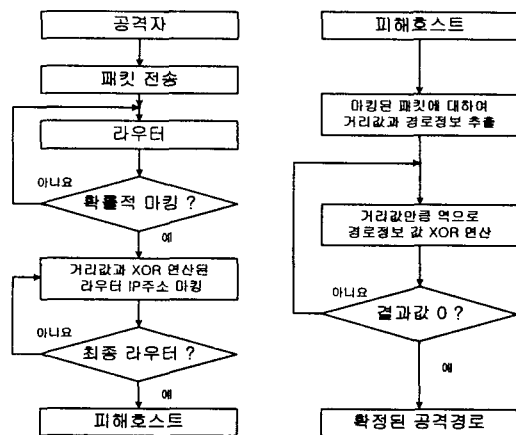 공격자
패킷 전송
라우터
아니요
확률적 마킹 ?
예
거리값과 XOR 연산된
라우터 IP주소 마킹
아니요
최종 라우터 ?
예
피해호스트
피해호스트
마킹된 패킷에 대하여
거리값과 경로정보 추출
거리값만큼 역으로
경로정보 값 XOR 연산
아니요
결과값 0 ?
예
확정된 공격경로